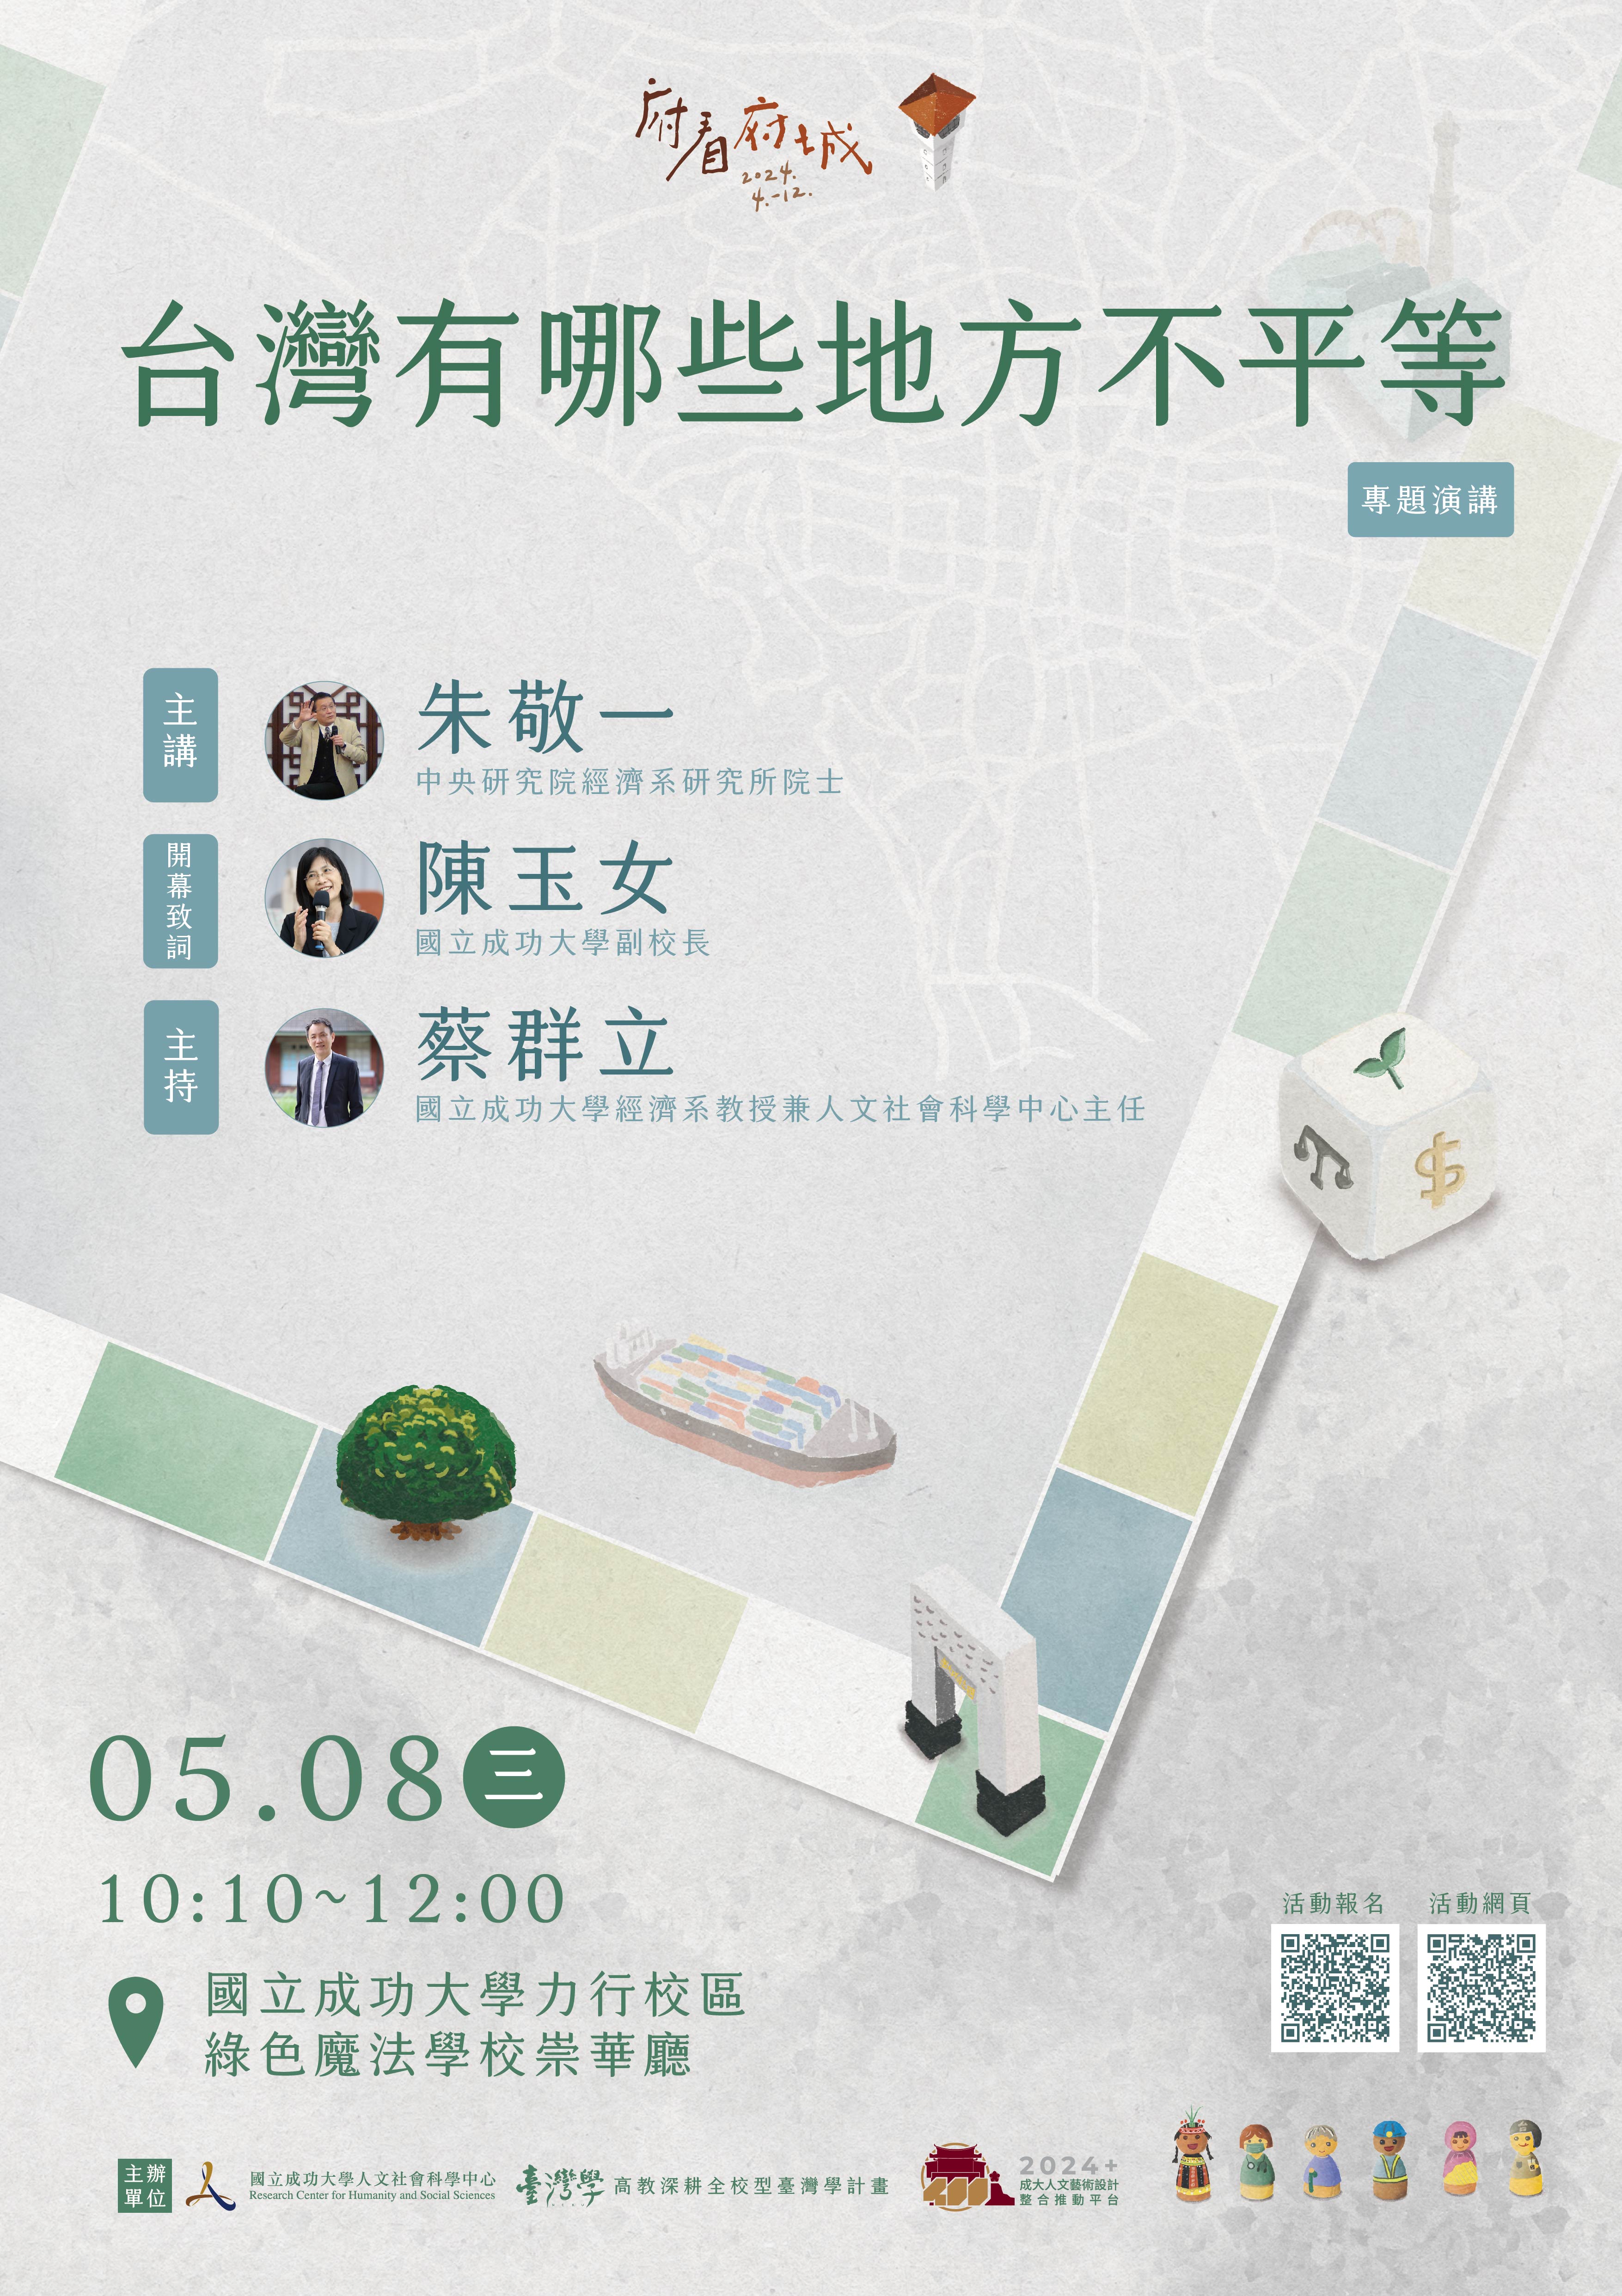 府看府城
2024.
4.-12.
台灣有哪些地方不平等
專題演講
主講
朱敬一
中央研究院經濟系研究所院士
開幕致詞
陳玉女
國立成功大學副校長
主持
蔡群立
國立成功大學經濟系教授兼人文社會科學中心主任
$
05.08 三
10:10~12:00
國立成功大學力行校區
綠色魔法學校崇華廳
活動報名
活動網頁
主辦
單位
國立成功大學人文社會科學中心
Research Center for Humanity and Social Sciences
臺灣學
高教深耕全校型臺灣學計畫
400
2024+
成大人文藝術設計
整合推動平台